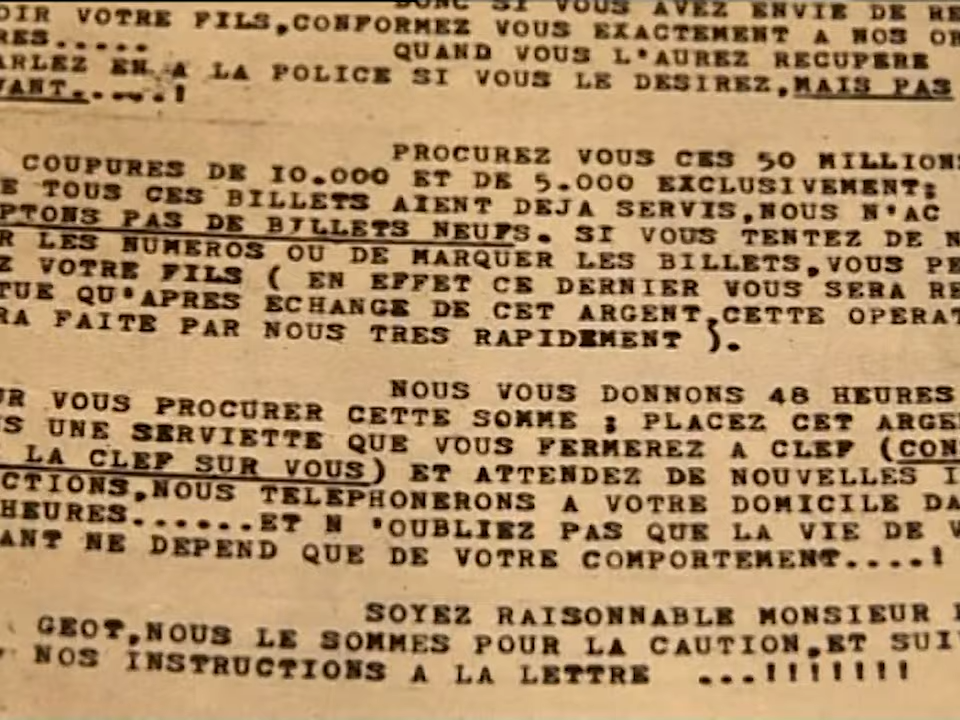 DONC SI VOUS AVEZ ENVIE DE RE
OIR VOTRE FILS,CONFORMEZ VOUS EXACTEMENT A NOS OR
RES..... QUAND VOUS L'AUREZ RECUPERE
ARLEZ EN A LA POLICE SI VOUS LE DESIREZ,MAIS PAS
VANT......!
PROCUREZ VOUS CES 50 MILLIONS
COUPURES DE I0.000 ET DE 5.000 EXCLUSIVEMENT;
E TOUS CES BILLETS AIENT DEJA SERVIS,NOUS N'AC
PTONS PAS DE BILLETS NEUFS. SI VOUS TENTEZ DE N
R LES NUMEROS OU DE MARQUER LES BILLETS,VOUS PE
Z VOTRE FILS ( EN EFFET CE DERNIER VOUS SERA RE
TUE QU'APRES ECHANGE DE CET ARGENT,CETTE OPERAT
RA FAITE PAR NOUS TRES RAPIDEMENT ).
NOUS VOUS DONNONS 48 HEURES
UR VOUS PROCURER CETTE SOMME ; PLACEZ CET ARGE
S UNE SERVIETTE QUE VOUS FERMEREZ A CLEF (CON
LA CLEF SUR VOUS) ET ATTENDEZ DE NOUVELLES I
CTIONS,NOUS TELEPHONERONS A VOTRE DOMICILE DA
HEURES.......ET N 'OUBLIEZ PAS QUE LA VIE DE V
ANT NE DEPEND QUE DE VOTRE COMPORTEMENT....!
SOYEZ RAISONNABLE MONSIEUR
GEOT,NOUS LE SOMMES POUR LA CAUTION,ET SUI
NOS INSTRUCTIONS A LA LETTRE ...!!!!!!!